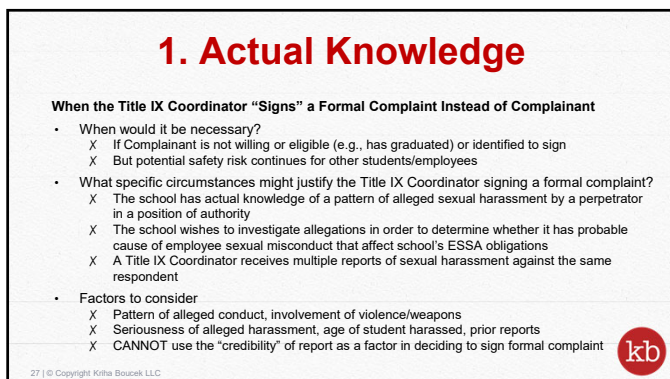 1. Actual Knowledge
When the Title IX Coordinator “Signs” a Formal Complaint Instead of Complainant
• When would it be necessary?
X If Complainant is not willing or eligible (e.g., has graduated) or identified to sign
X But potential safety risk continues for other students/employees
• What specific circumstances might justify the Title IX Coordinator signing a formal complaint?
X The school has actual knowledge of a pattern of alleged sexual harassment by a perpetrator
in a position of authority
X The school wishes to investigate allegations in order to determine whether it has probable
cause of employee sexual misconduct that affect school’s ESSA obligations
X A Title IX Coordinator receives multiple reports of sexual harassment against the same
respondent
• Factors to consider
X Pattern of alleged conduct, involvement of violence/weapons
X Seriousness of alleged harassment, age of student harassed, prior reports
X CANNOT use the “credibility” of report as a factor in deciding to sign formal complaint
kb
27 | © Copyright Kriha Boucek LLC